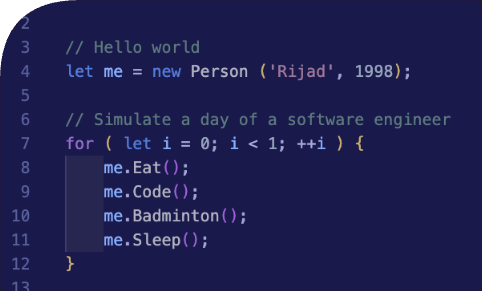 2
3 // Hello world
4 let me = new Person ('Rijad', 1998);
5
6 // Simulate a day of a software engineer
7 for ( let i = 0; i < 1; ++i ) {
8 me.Eat();
9 me.Code();
10 me.Badminton();
11 me.Sleep();
12 }
13